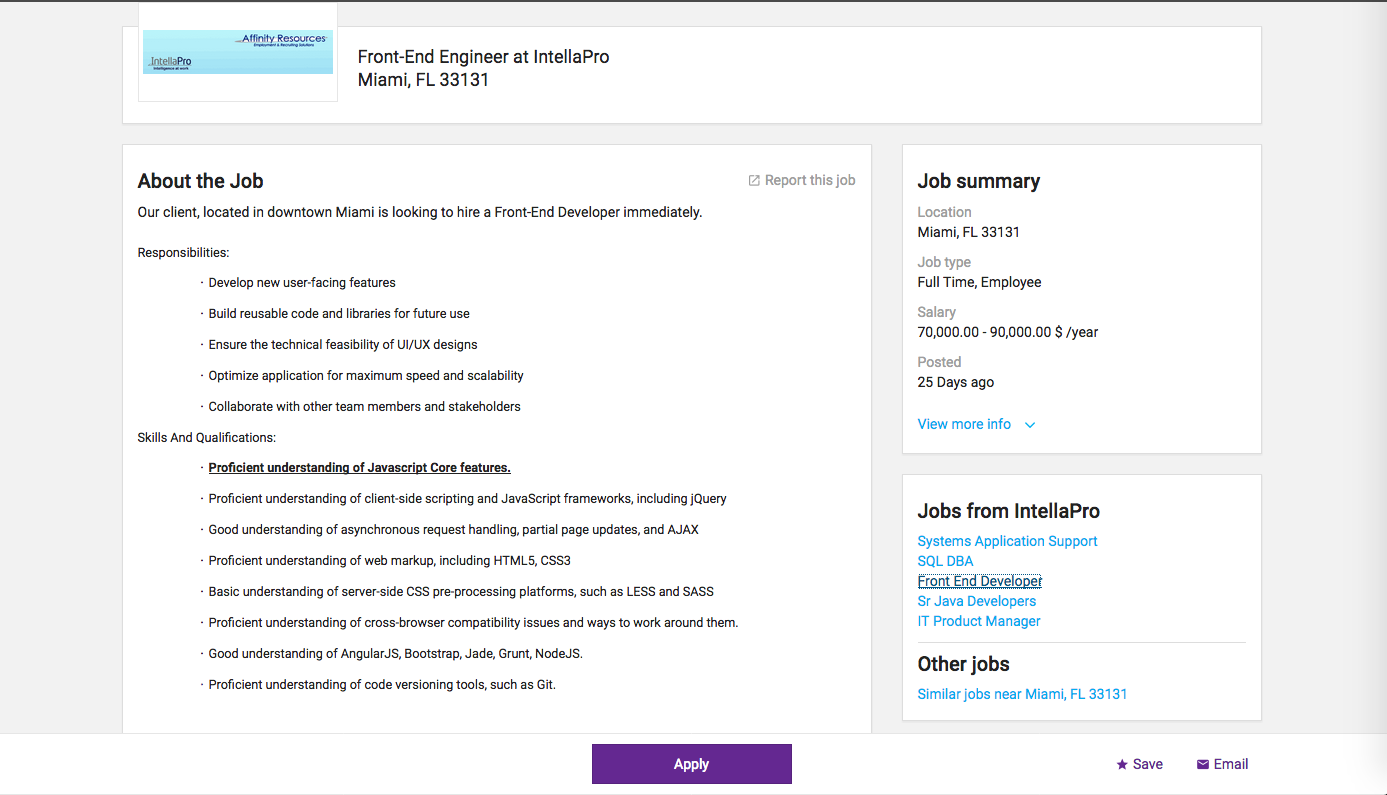 Affinity Resources
Employment & Recruiting Solutions
IntellaPro
Intelligence at work
Front-End Engineer at IntellaPro
Miami, FL 33131
About the Job
Report this job
Our client, located in downtown Miami is looking to hire a Front-End Developer immediately.
Responsibilities:
· Develop new user-facing features
· Build reusable code and libraries for future use
· Ensure the technical feasibility of UI/UX designs
· Optimize application for maximum speed and scalability
· Collaborate with other team members and stakeholders
Skills And Qualifications:
· Proficient understanding of Javascript Core features.
· Proficient understanding of client-side scripting and JavaScript frameworks, including jQuery
· Good understanding of asynchronous request handling, partial page updates, and AJAX
· Proficient understanding of web markup, including HTML5, CSS3
· Basic understanding of server-side CSS pre-processing platforms, such as LESS and SASS
· Proficient understanding of cross-browser compatibility issues and ways to work around them.
· Good understanding of AngularJS, Bootstrap, Jade, Grunt, NodeJS.
· Proficient understanding of code versioning tools, such as Git.
Job summary
Location
Miami, FL 33131
Job type
Full Time, Employee
Salary
70,000.00 - 90,000.00 $ /year
Posted
25 Days ago
View more info
Jobs from IntellaPro
Systems Application Support
SQL DBA
Front End Developer
Sr Java Developers
IT Product Manager
Other jobs
Similar jobs near Miami, FL 33131
Apply
Save
Email